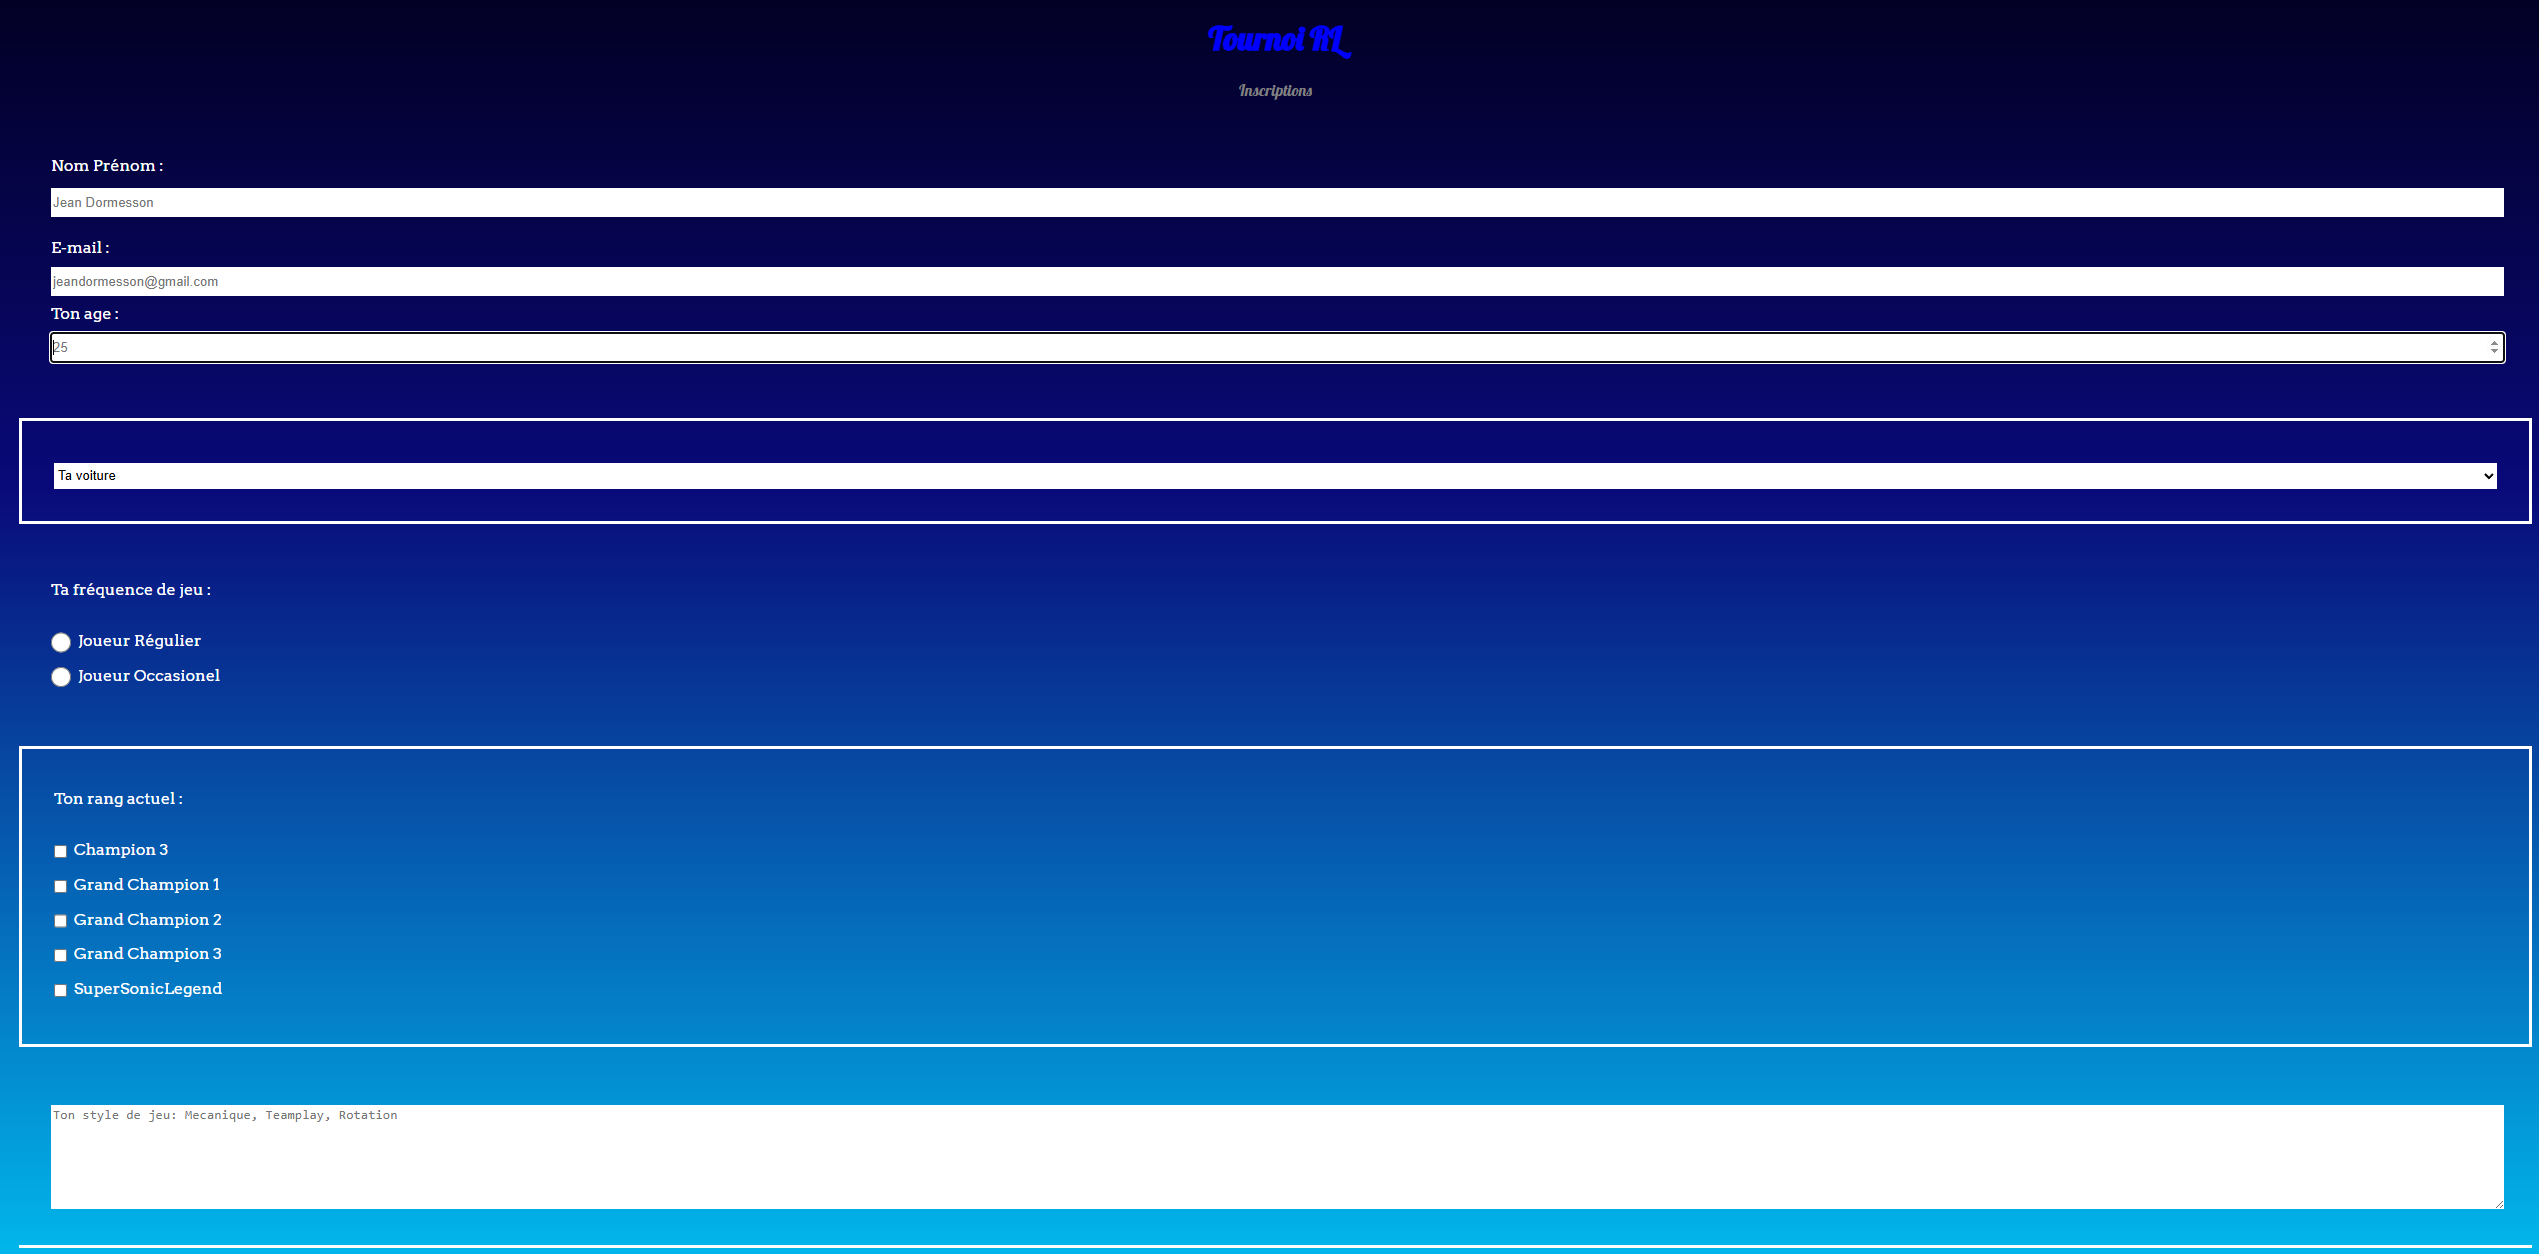 Tournoi RL
Inscriptions
Nom Prénom :
Jean Dormesson
E-mail :
jeandormesson@gmail.com
Ton age :
25
Ta voiture
Ta fréquence de jeu :
Joueur Régulier
Joueur Occasionel
Ton rang actuel :
Champion 3
Grand Champion 1
Grand Champion 2
Grand Champion 3
SuperSonicLegend
Ton style de jeu: Mecanique, Teamplay, Rotation